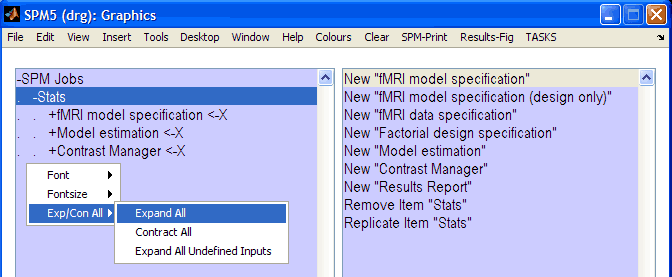 SPM5 (drg): Graphics
File Edit View Insert Tools Desktop Window Help Colours Clear SPM-Print Results-Fig TASKS
-SPM Jobs
. -Stats
. . +fMRI model specification <-X
. . +Model estimation <-X
. . +Contrast Manager <-X
Font
Fontsize
Exp/Con All
Expand All
Contract All
Expand All Undefined Inputs
New "fMRI model specification"
New "fMRI model specification (design only)"
New "fMRI data specification"
New "Factorial design specification"
New "Model estimation"
New "Contrast Manager"
New "Results Report"
Remove Item "Stats"
Replicate Item "Stats"